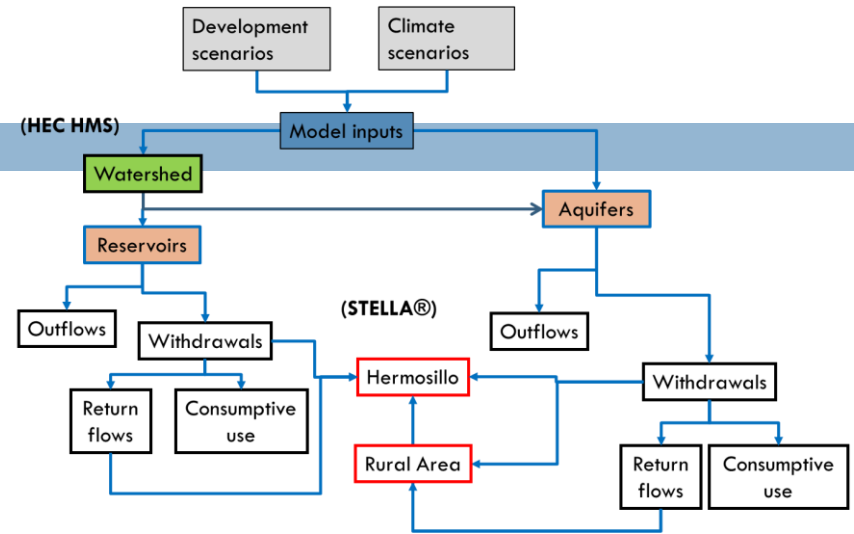 Development
scenarios
Climate
scenarios
(HEC HMS)
Model inputs
Watershed
Aquifers
Reservoirs
(STELLA®)
Outflows
Withdrawals
Outflows
Hermosillo
Withdrawals
Return
flows
Consumptive
use
Rural Area
Return
flows
Consumptive
use